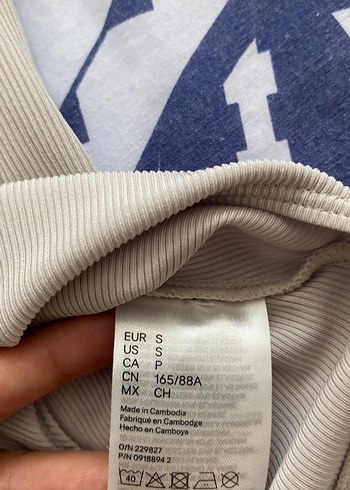 EUR S
US S
CA P
CN 165/88A
MX CH
Made in Cambodia
Fabriqué en Cambodge
Hecho en Camboya
O/N 229827
P/N 0918894 2
40